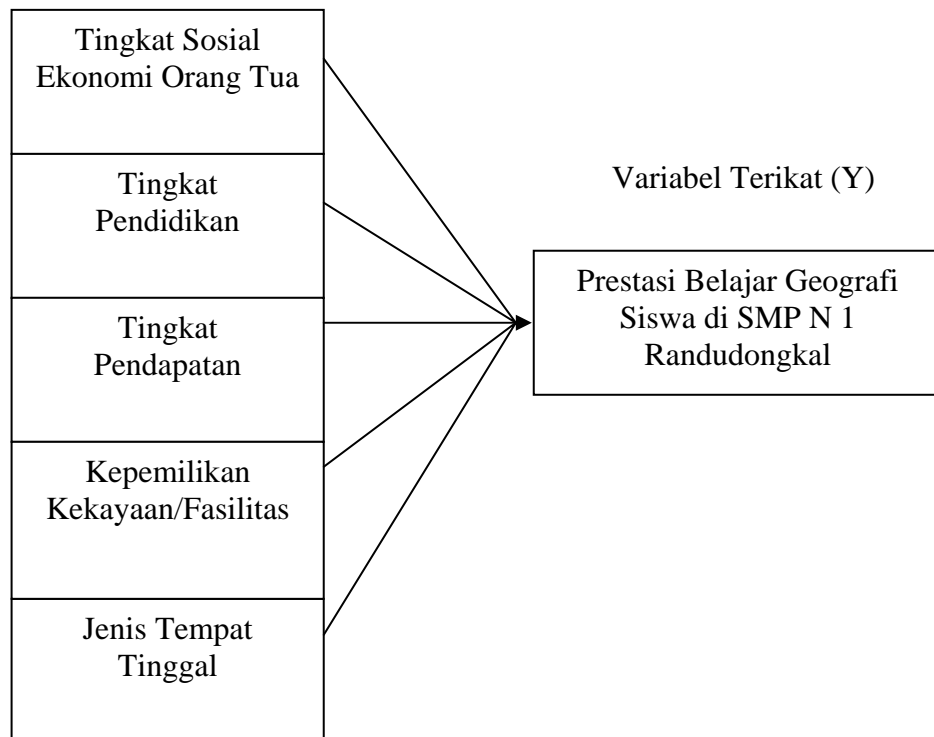 Tingkat Sosial
Ekonomi Orang Tua
Tingkat
Pendidikan
Tingkat
Pendapatan
Kepemilikan
Kekayaan/Fasilitas
Jenis Tempat
Tinggal
Variabel Terikat (Y)
Prestasi Belajar Geografi
Siswa di SMP N 1
Randudongkal